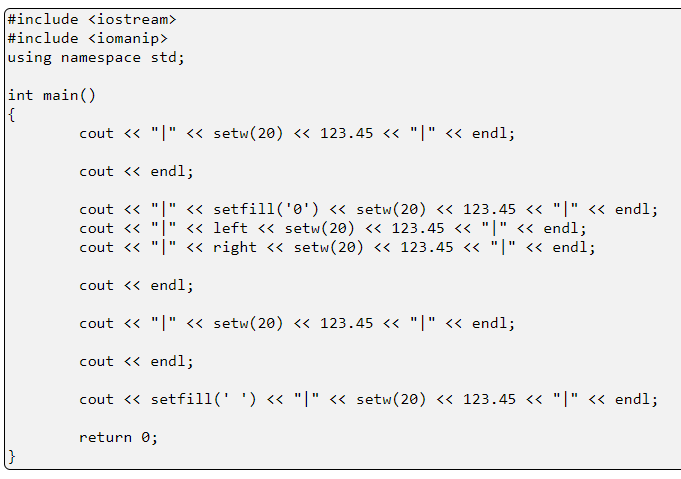 #include <iostream>
#include <iomanip>
using namespace std;

int main()
{
        cout << "|" << setw(20) << 123.45 << "|" << endl;

        cout << endl;

        cout << "|" << setfill('0') << setw(20) << 123.45 << "|" << endl;
        cout << "|" << left << setw(20) << 123.45 << "|" << endl;
        cout << "|" << right << setw(20) << 123.45 << "|" << endl;

        cout << endl;

        cout << "|" << setw(20) << 123.45 << "|" << endl;

        cout << endl;

        cout << setfill(' ') << "|" << setw(20) << 123.45 << "|" << endl;

        return 0;
}